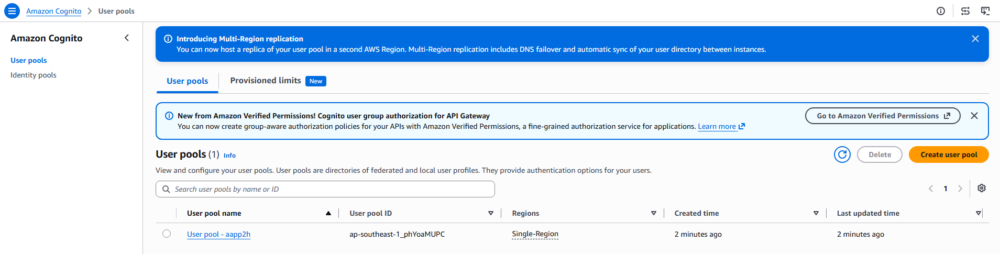 Amazon Cognito > User pools
Amazon Cognito
User pools
Identity pools
Introducing Multi-Region replication
You can now host a replica of your user pool in a second AWS Region. Multi-Region replication includes DNS failover and automatic sync of your user directory between instances.
User pools
Provisioned limits New
New from Amazon Verified Permissions! Cognito user group authorization for API Gateway
You can now create group-aware authorization policies for your APIs with Amazon Verified Permissions, a fine-grained authorization service for applications. Learn more
Go to Amazon Verified Permissions
User pools (1) Info
Delete
Create user pool
View and configure your user pools. User pools are directories of federated and local user profiles. They provide authentication options for your users.
Search user pools by name or ID
1
User pool name User pool ID Regions Created time Last updated time
User pool - aapp2h ap-southeast-1_phYoaMUPC Single-Region 2 minutes ago 2 minutes ago